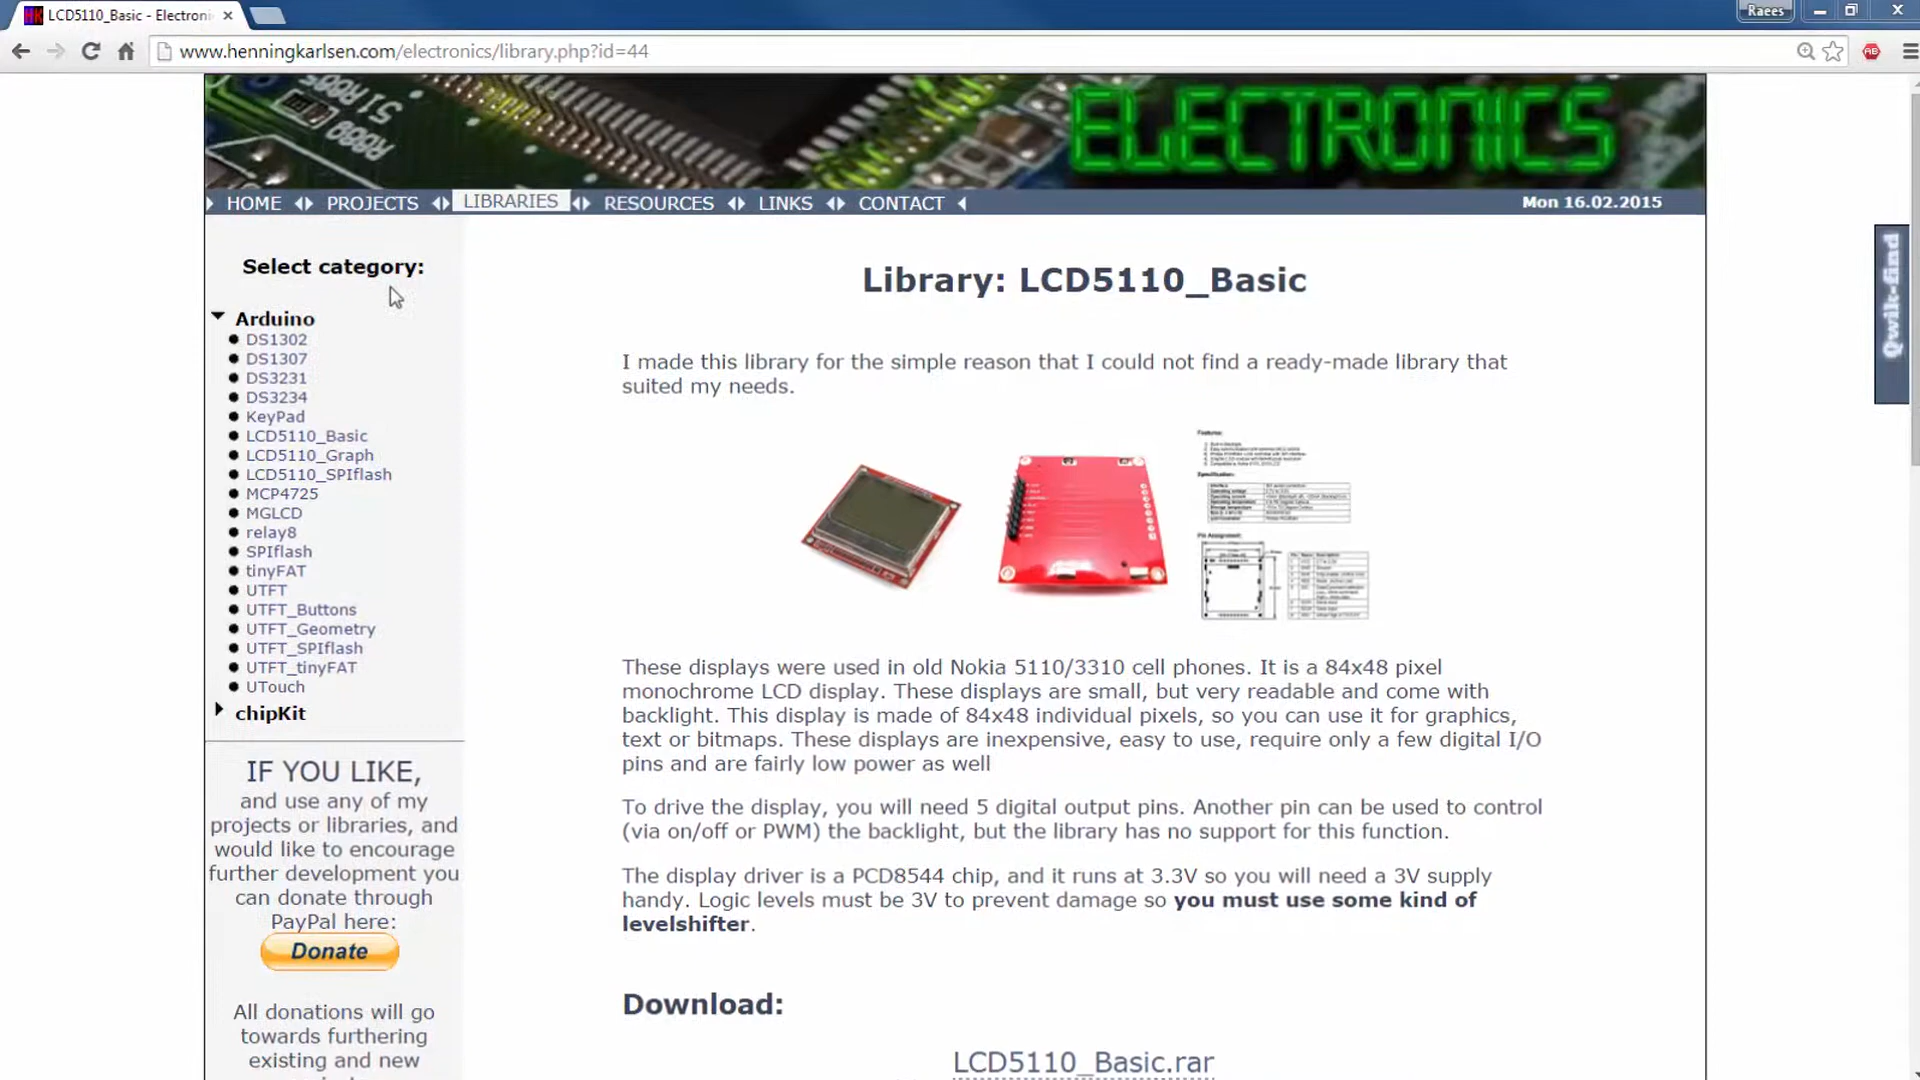 LCD5110_Basic - Electroni
Raees
www.henningkarlsen.com/electronics/library.php?id=44
ELECTRONICS
HOME PROJECTS LIBRARIES RESOURCES LINKS CONTACT Mon 16.02.2015
Qwik-find
Select category:
Arduino
DS1302
DS1307
DS3231
DS3234
KeyPad
LCD5110_Basic
LCD5110_Graph
LCD5110_SPIflash
MCP4725
MGLCD
relay8
SPIflash
tinyFAT
UTFT
UTFT_Buttons
UTFT_Geometry
UTFT_SPIflash
UTFT_tinyFAT
UTouch
chipKit
IF YOU LIKE,
and use any of my
projects or libraries, and
would like to encourage
further development you
can donate through
PayPal here:
Donate
All donations will go
towards furthering
existing and new
Library: LCD5110_Basic
I made this library for the simple reason that I could not find a ready-made library that
suited my needs.
Features:
Specification:
Pin Assignment:
These displays were used in old Nokia 5110/3310 cell phones. It is a 84x48 pixel
monochrome LCD display. These displays are small, but very readable and come with
backlight. This display is made of 84x48 individual pixels, so you can use it for graphics,
text or bitmaps. These displays are inexpensive, easy to use, require only a few digital I/O
pins and are fairly low power as well
To drive the display, you will need 5 digital output pins. Another pin can be used to control
(via on/off or PWM) the backlight, but the library has no support for this function.
The display driver is a PCD8544 chip, and it runs at 3.3V so you will need a 3V supply
handy. Logic levels must be 3V to prevent damage so you must use some kind of
levelshifter.
Download:
LCD5110_Basic.rar